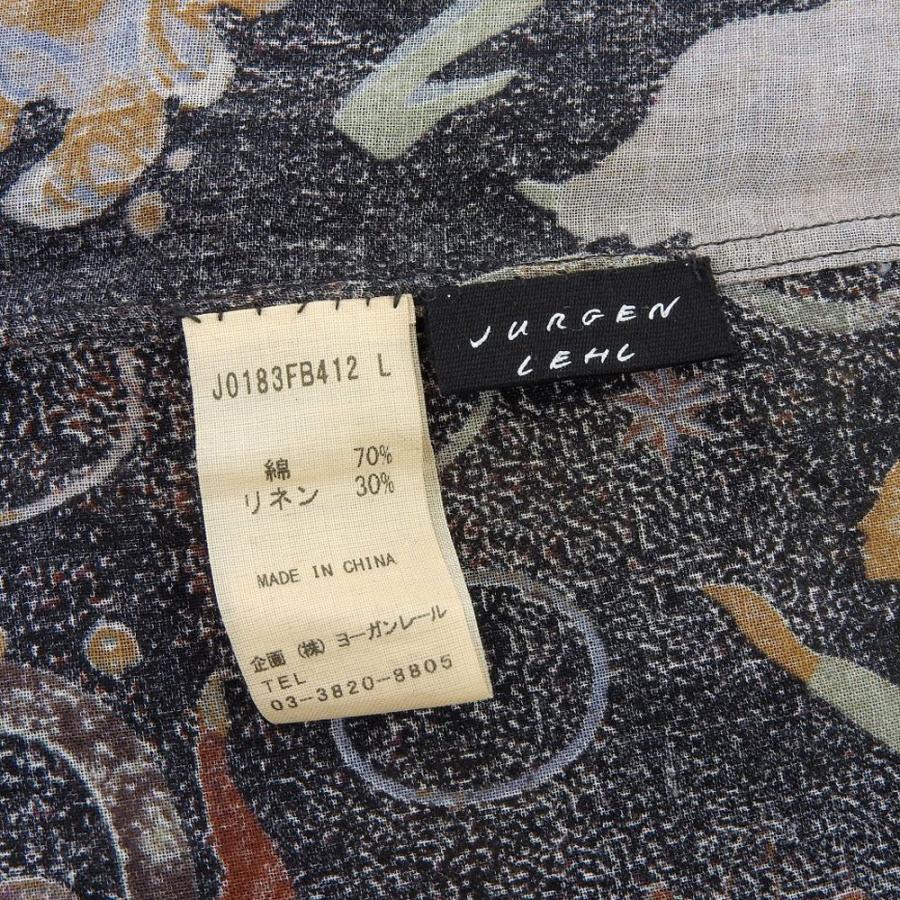 JURGEN
LEHL
J0183FB412 L
綿 70%
リネン 30%
MADE IN CHINA
企画 (株) ヨーガンレール
TEL
03-3820-8805